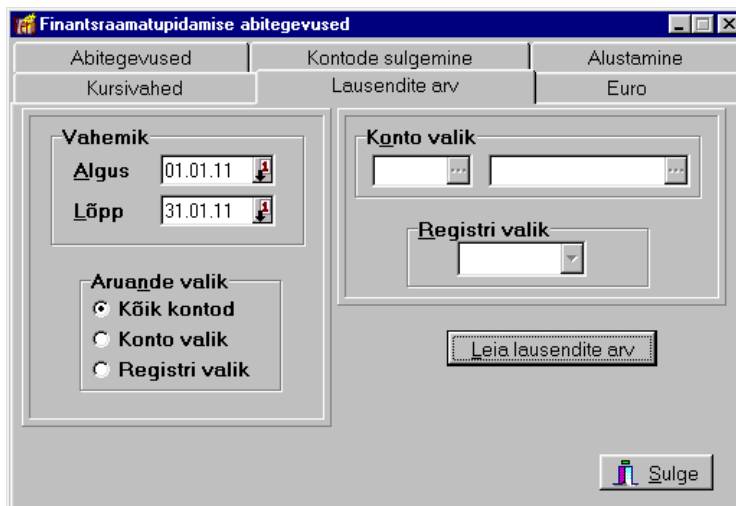 Finantsraamatupidamise abitegevused
Abitegevused Kontode sulgemine Alustamine
Kursivahed Lausendite arv Euro
Vahemik
Algus 01.01.11
Lõpp 31.01.11
Aruande valik
Kõik kontod
Konto valik
Registri valik
Konto valik
Registri valik
Leia lausendite arv
Sulge